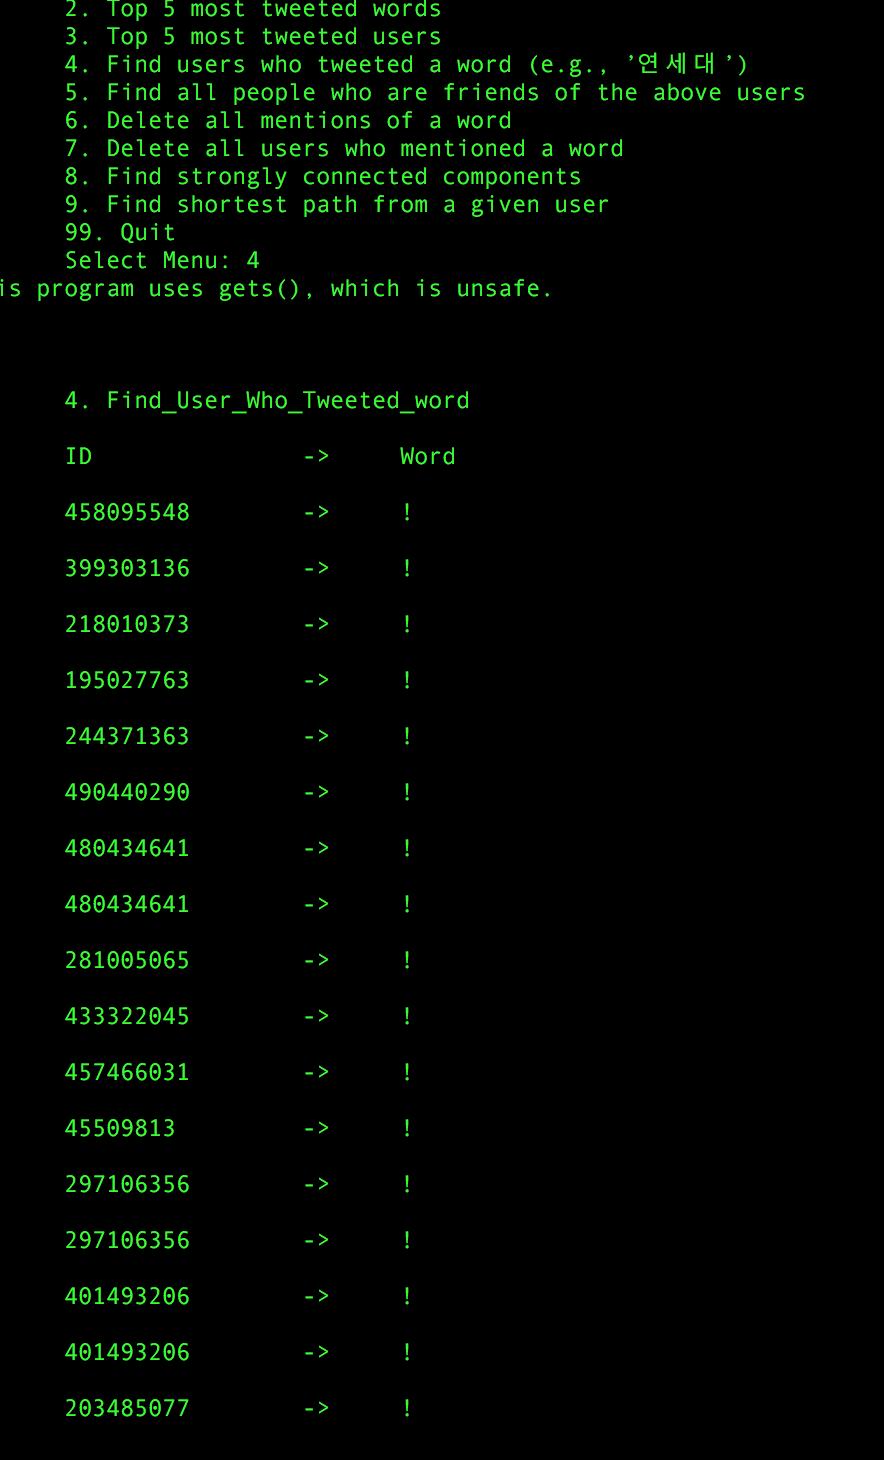 2. Top 5 most tweeted words
3. Top 5 most tweeted users
4. Find users who tweeted a word (e.g., ’연세대’)
5. Find all people who are friends of the above users
6. Delete all mentions of a word
7. Delete all users who mentioned a word
8. Find strongly connected components
9. Find shortest path from a given user
99. Quit
Select Menu: 4
is program uses gets(), which is unsafe.
4. Find_User_Who_Tweeted_word
ID -> Word
458095548 -> !
399303136 -> !
218010373 -> !
195027763 -> !
244371363 -> !
490440290 -> !
480434641 -> !
480434641 -> !
281005065 -> !
433322045 -> !
457466031 -> !
45509813 -> !
297106356 -> !
297106356 -> !
401493206 -> !
401493206 -> !
203485077 -> !